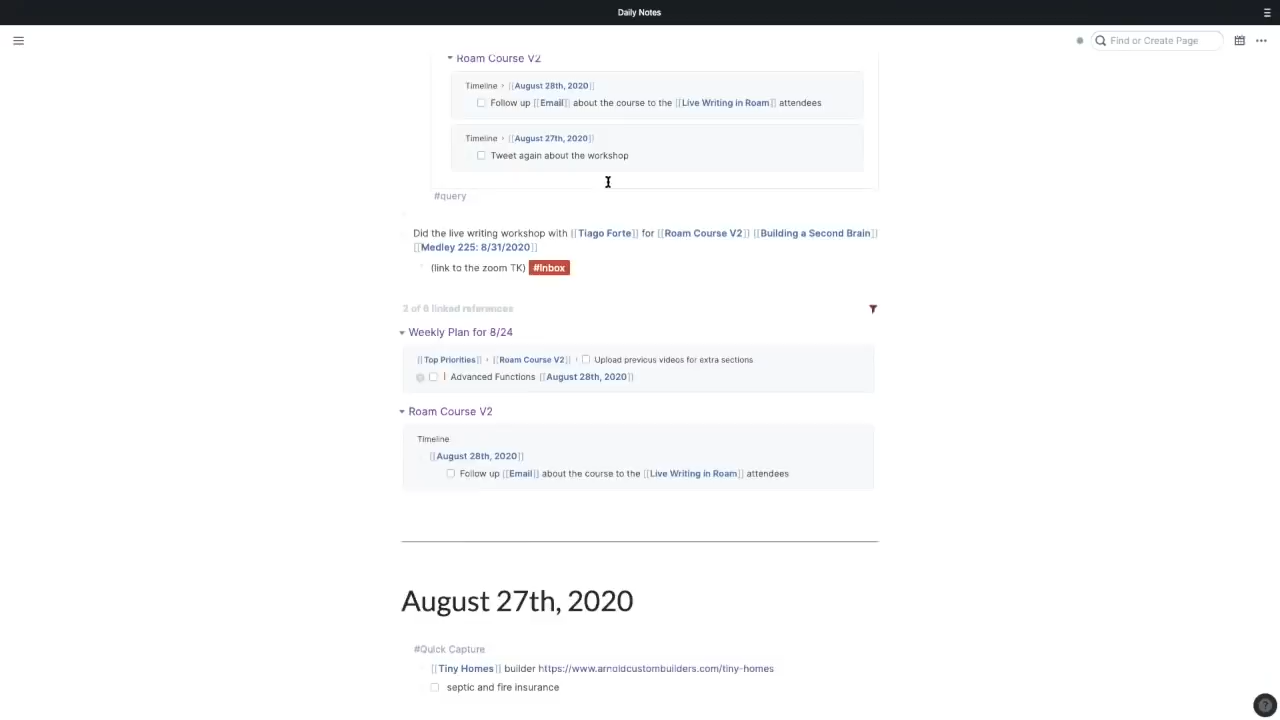 Daily Notes
Find or Create Page
Roam Course V2
Timeline › [[August 28th, 2020]]
Follow up [[Email]] about the course to the [[Live Writing in Roam]] attendees
Timeline › [[August 27th, 2020]]
Tweet again about the workshop
#query
Did the live writing workshop with [[Tiago Forte]] for [[Roam Course V2]] [[Building a Second Brain]]
[[Medley 225: 8/31/2020]]
(link to the zoom TK) #Inbox
of 6 linked references
Weekly Plan for 8/24
[[Top Priorities]] › [[Roam Course V2]] › Upload previous videos for extra sections
Advanced Functions [[August 28th, 2020]]
Roam Course V2
Timeline
[[August 28th, 2020]]
Follow up [[Email]] about the course to the [[Live Writing in Roam]] attendees
August 27th, 2020
#Quick Capture
[[Tiny Homes]] builder https://www.arnoldcustombuilders.com/tiny-homes
septic and fire insurance
?